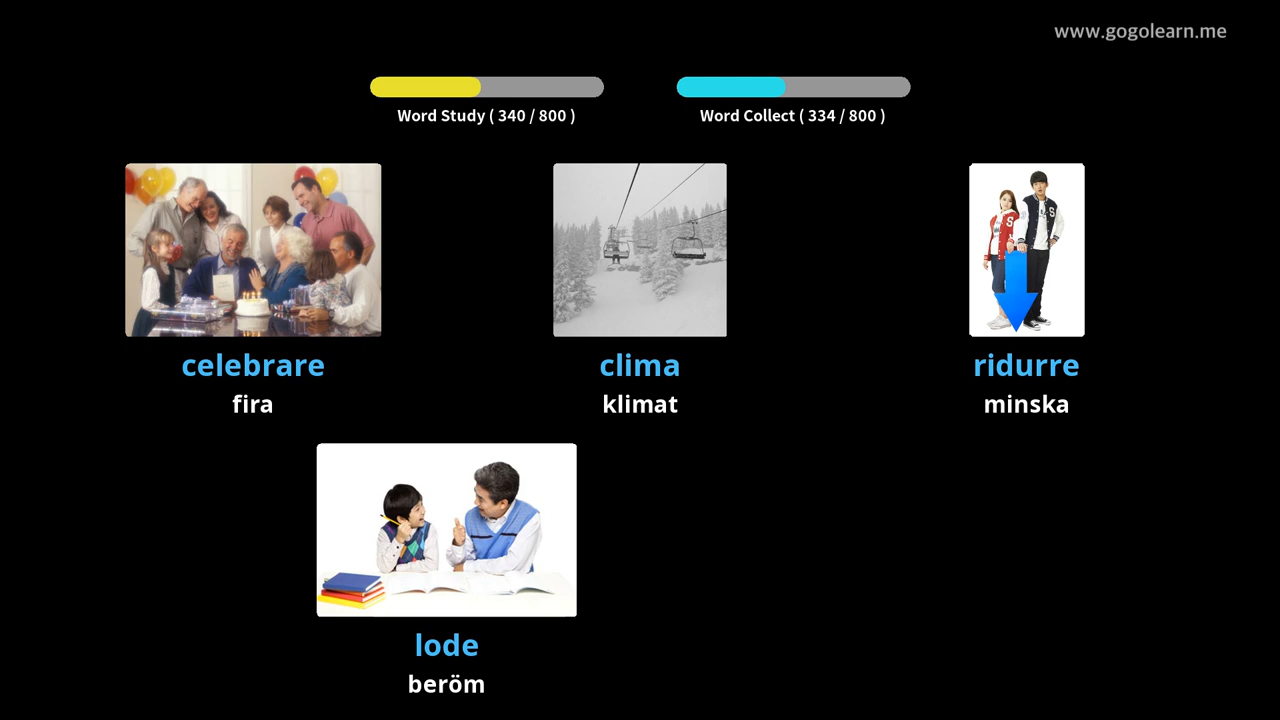 www.gogolearn.me
Word Study ( 340 / 800 )
Word Collect ( 334 / 800 )
celebrare
fira
clima
klimat
S
S
ridurre
minska
lode
beröm